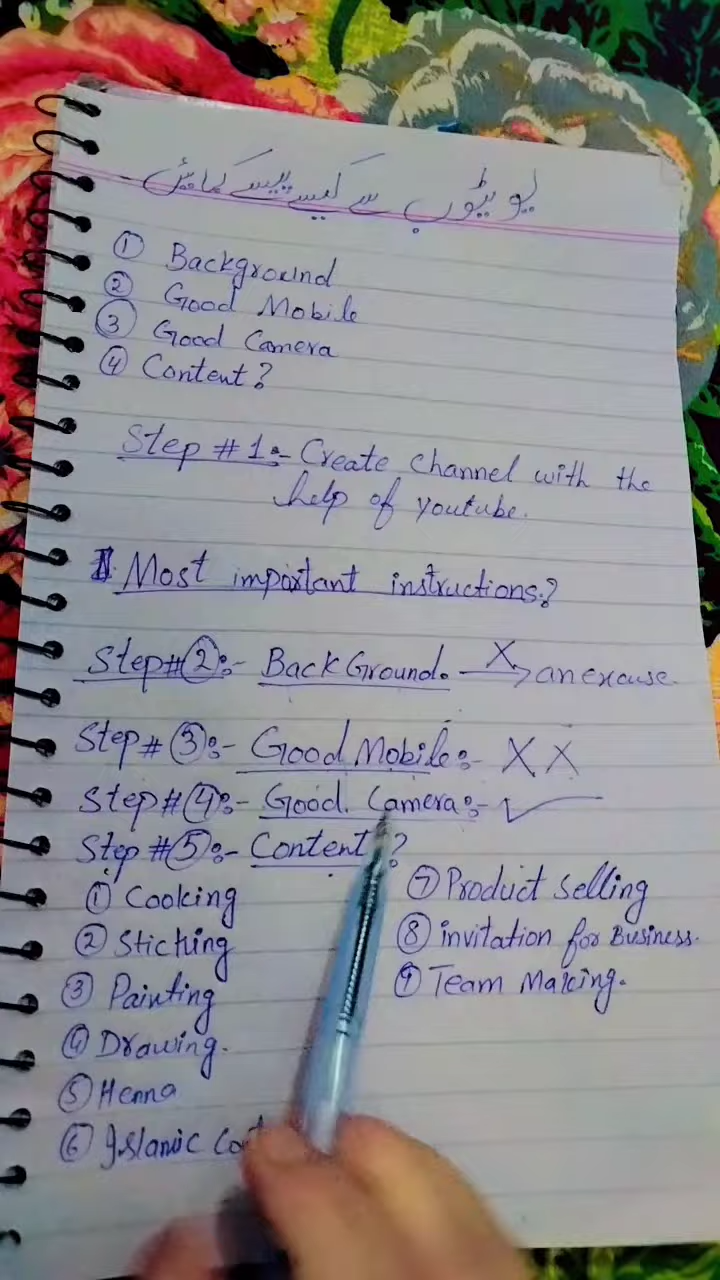 یوٹیوب سے کیسے پیسے کمائیں -
① Background
② Good Mobile
③ Good Camera
④ Content?
Step # 1:- Create channel with the
help of youtube.
Most important instructions:?
Step#②:- BackGround. X → an excuse.
Step # ③:- Good Mobile:- X X
Step #④:- Good Camera:- ✓
Step #⑤:- Content?
① Cooking
② Stiching
③ Painting
④ Drawing.
⑤ Henna
⑥ Islanic
⑦ Product Selling
⑧ invitation for Business.
⑨ Team Making.